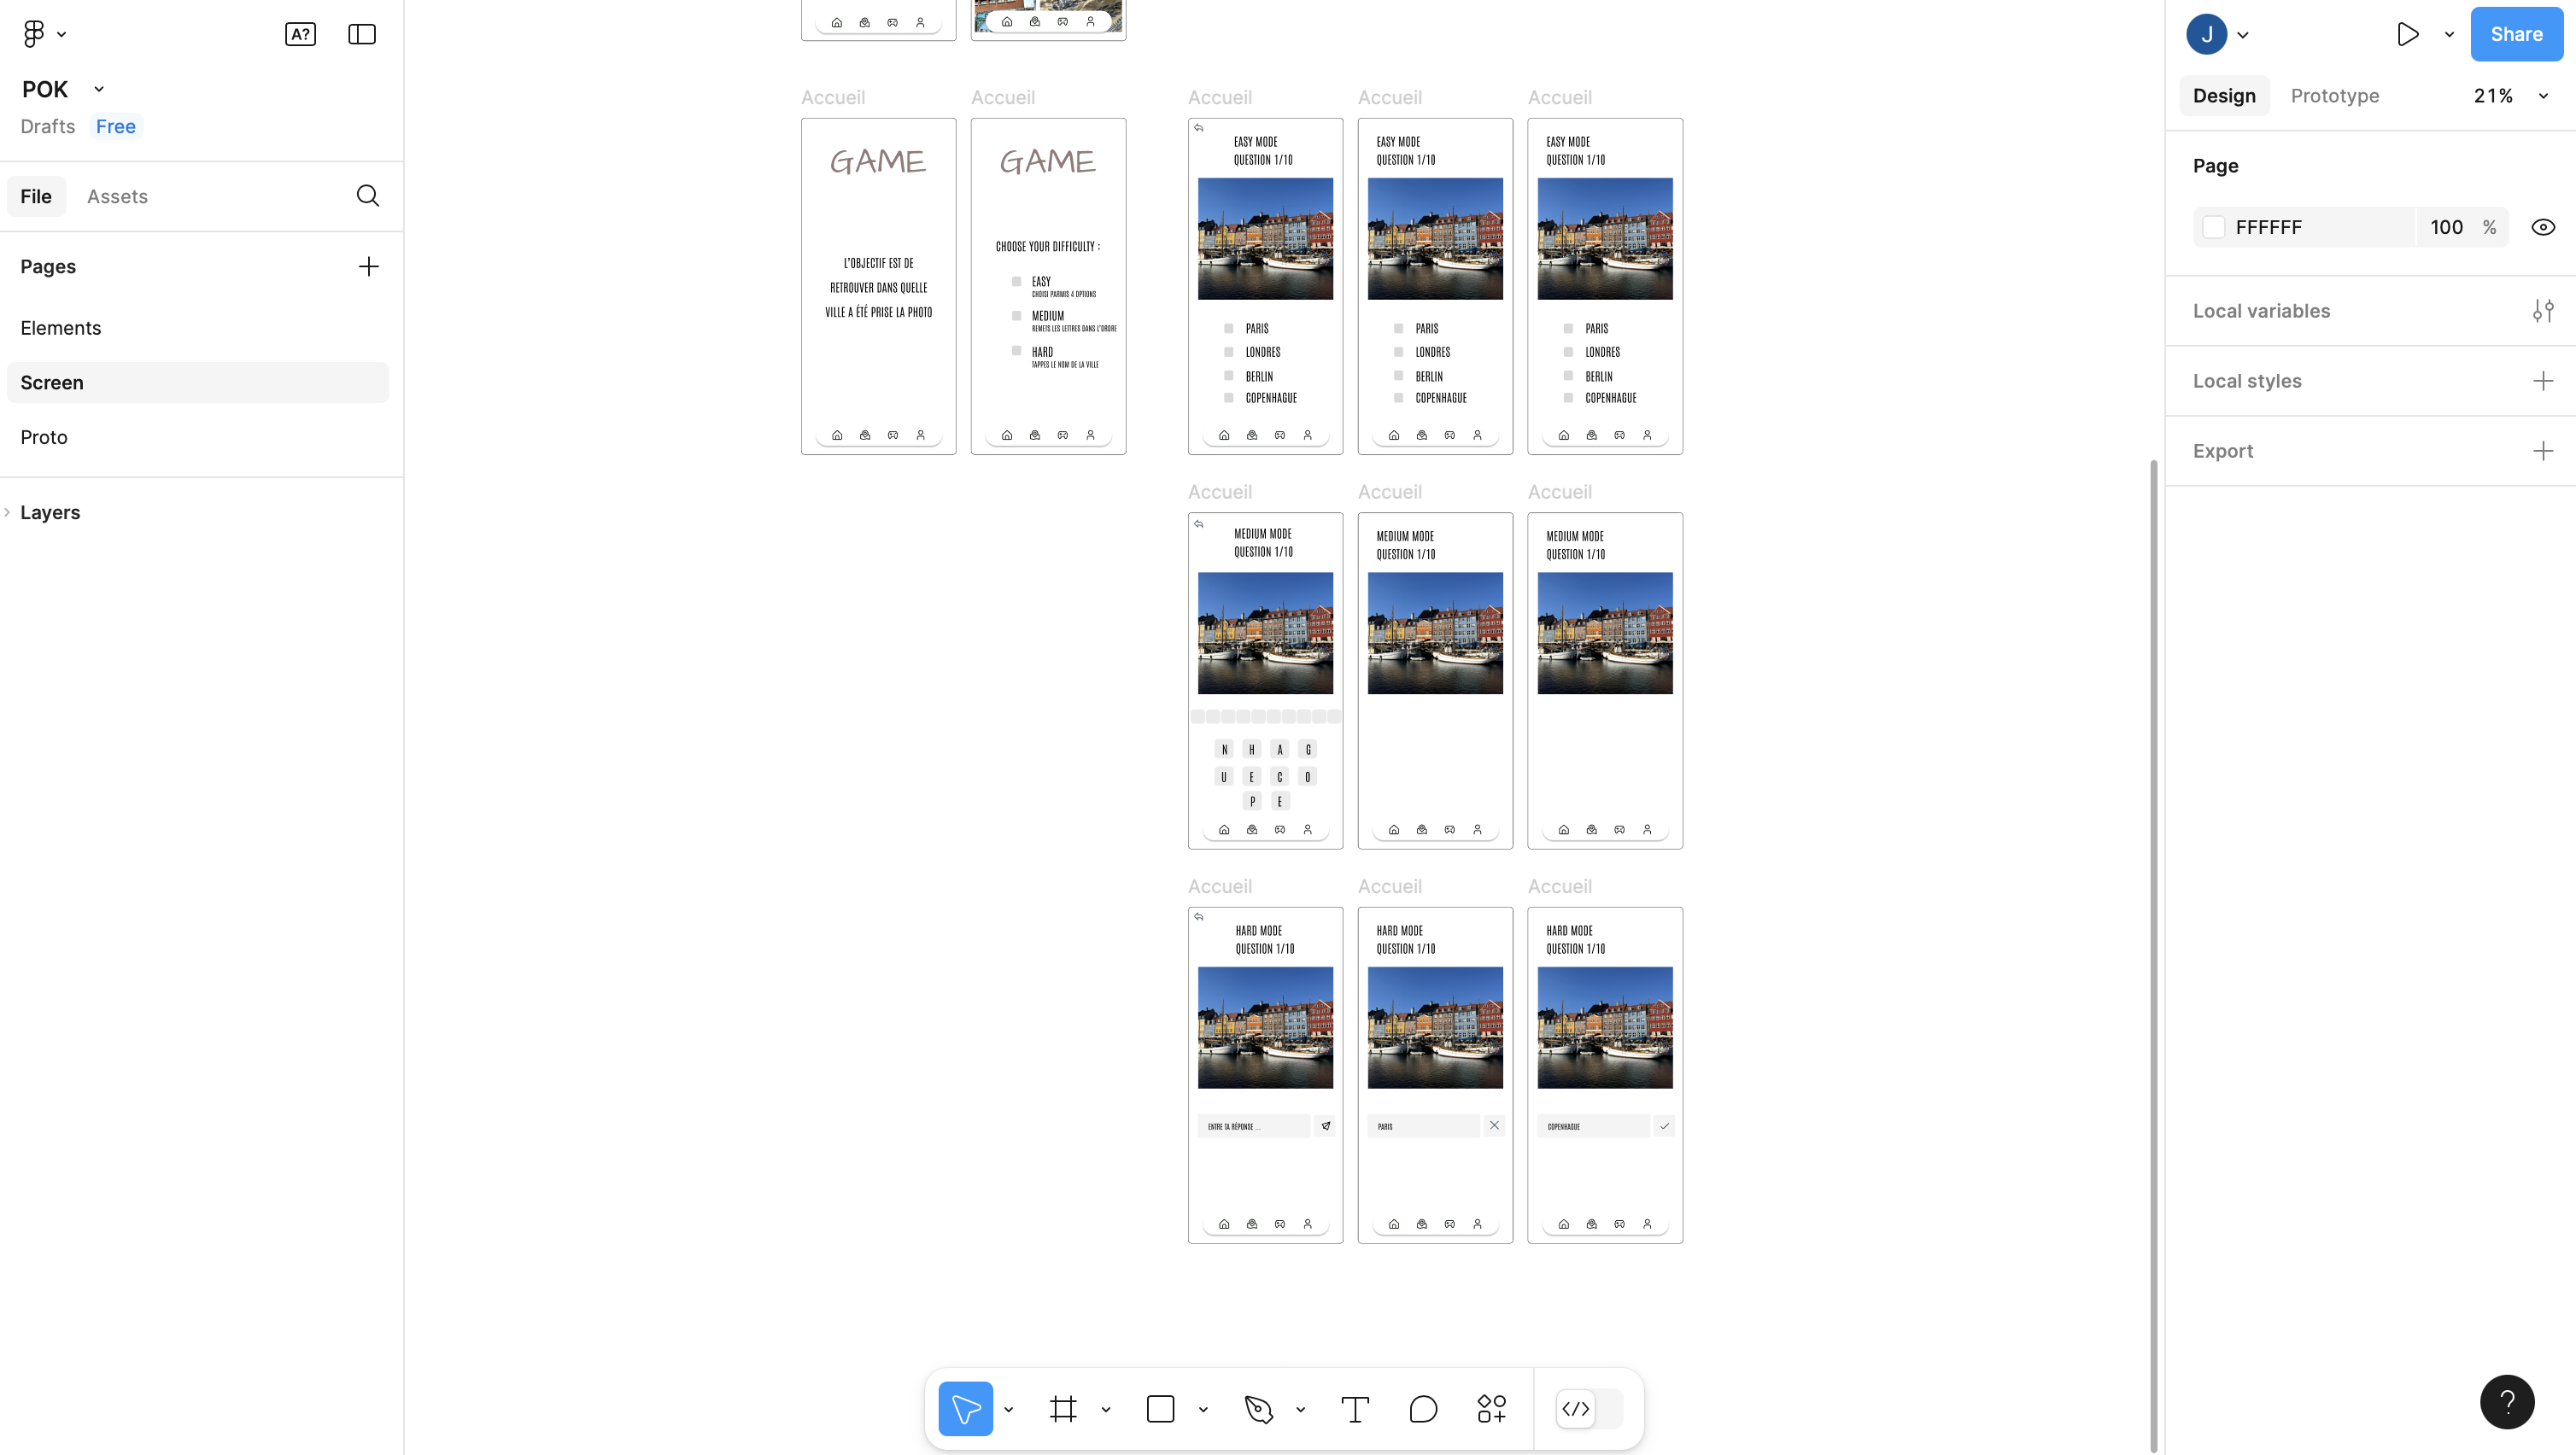 A?
POK
Drafts Free
File Assets
Pages
Elements
Screen
Proto
Layers
Accueil Accueil Accueil Accueil Accueil
GAME
L'OBJECTIF EST DE
RETROUVER DANS QUELLE
VILLE A ÉTÉ PRISE LA PHOTO
GAME
CHOOSE YOUR DIFFICULTY :
EASY
CHOISI PARMIS 4 OPTIONS
MEDIUM
REMETS LES LETTRES DANS L'ORDRE
HARD
TAPPES LE NOM DE LA VILLE
EASY MODE
QUESTION 1/10
PARIS
LONDRES
BERLIN
COPENHAGUE
EASY MODE
QUESTION 1/10
PARIS
LONDRES
BERLIN
COPENHAGUE
EASY MODE
QUESTION 1/10
PARIS
LONDRES
BERLIN
COPENHAGUE
Accueil Accueil Accueil
MEDIUM MODE
QUESTION 1/10
N H A G
U E C O
P E
MEDIUM MODE
QUESTION 1/10
MEDIUM MODE
QUESTION 1/10
Accueil Accueil Accueil
HARD MODE
QUESTION 1/10
ENTRE TA RÉPONSE ...
HARD MODE
QUESTION 1/10
PARIS
HARD MODE
QUESTION 1/10
COPENHAGUE
J
Share
Design Prototype 21%
Page
FFFFFF 100 %
Local variables
Local styles
Export
?